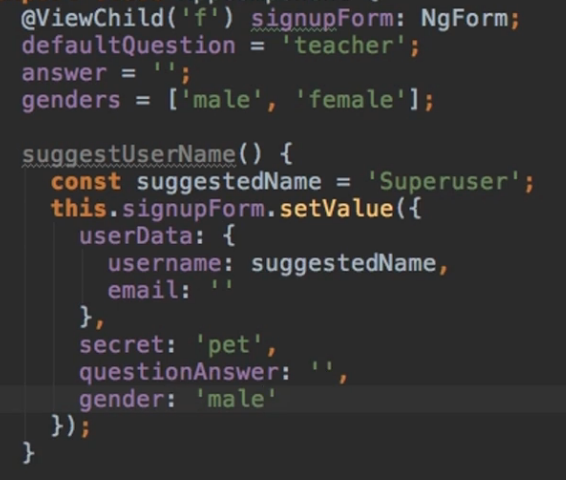 @ViewChild('f') signupForm: NgForm;
defaultQuestion = 'teacher';
answer = '';
genders = ['male', 'female'];
suggestUserName() {
const suggestedName = 'Superuser';
this.signupForm.setValue({
userData: {
username: suggestedName,
email: ''
},
secret: 'pet',
questionAnswer: '',
gender: 'male'
});
}